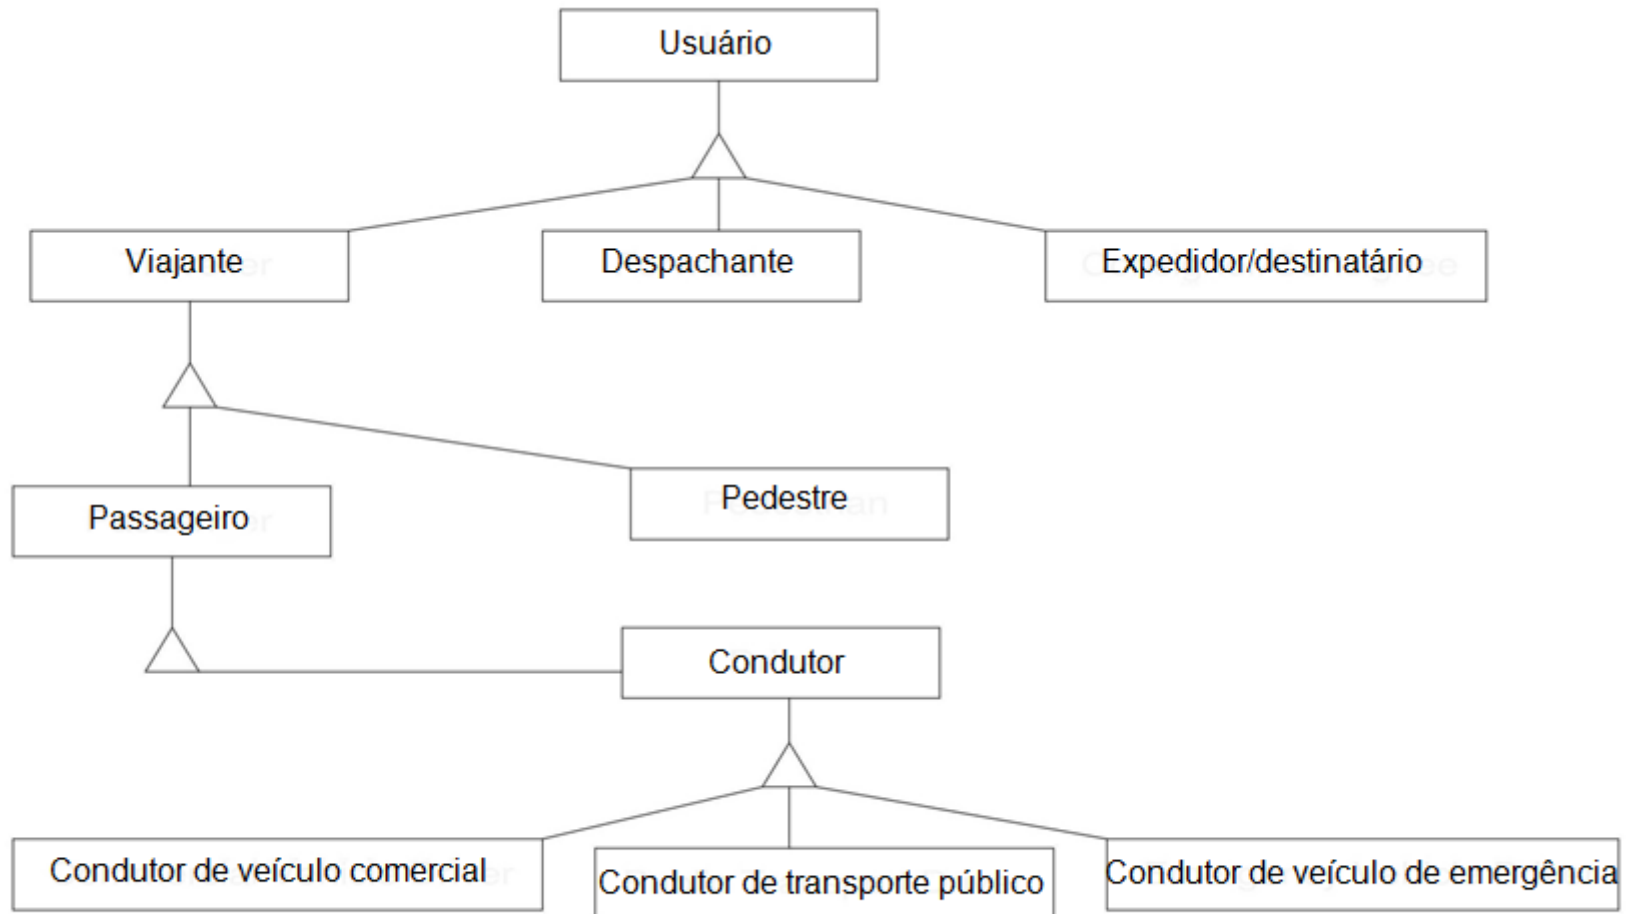 Usuário
Viajante
Despachante
Expedidor/destinatário
Pedestre
Passageiro
Condutor
Condutor de veículo comercial
Condutor de transporte público
Condutor de veículo de emergência